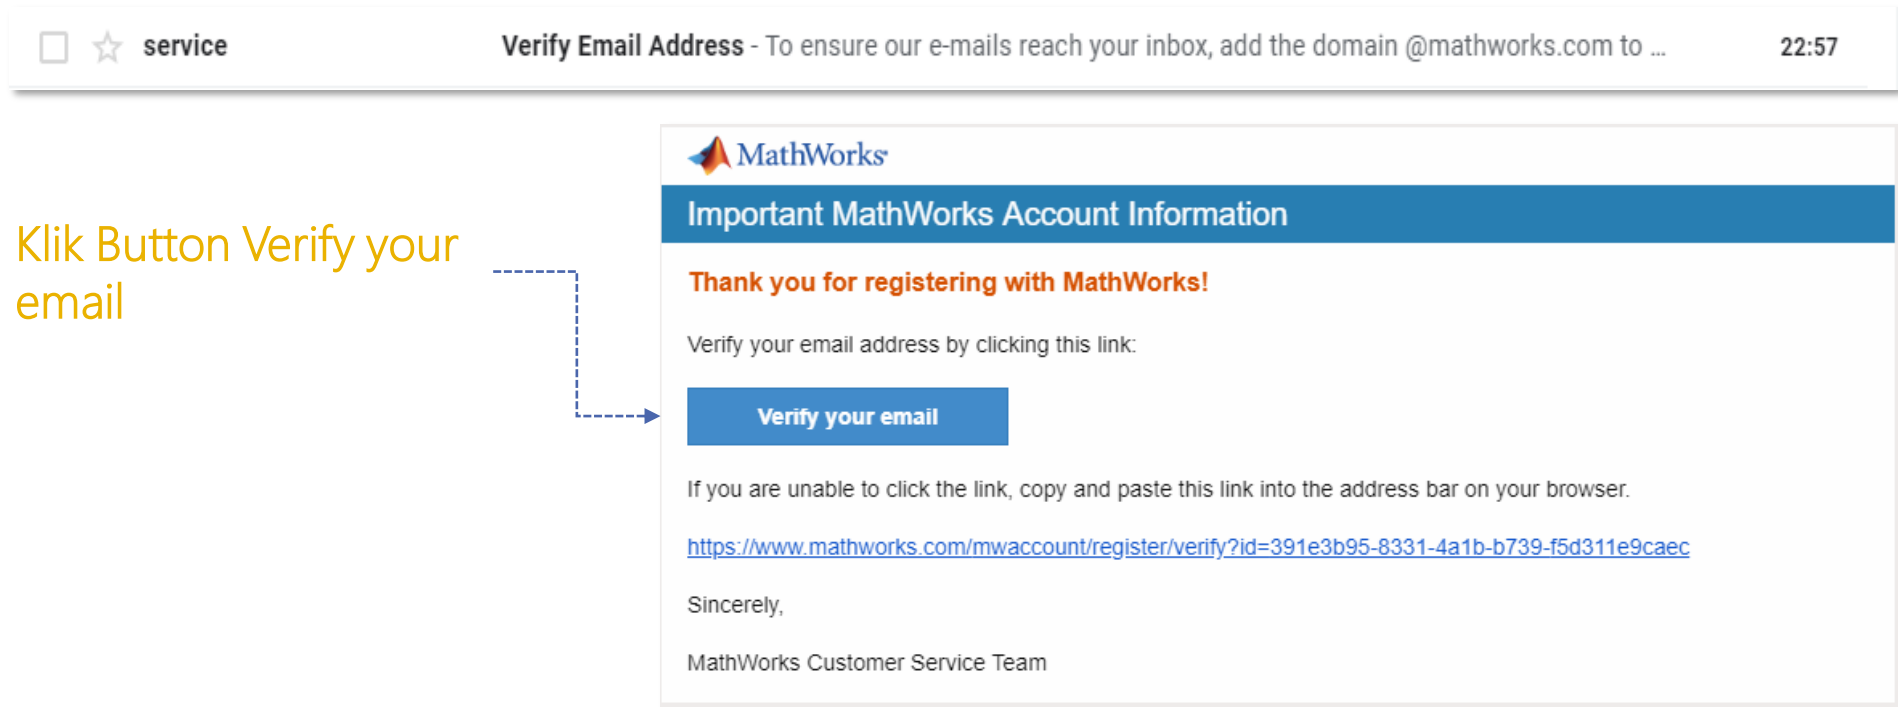 service Verify Email Address - To ensure our e-mails reach your inbox, add the domain @mathworks.com to ... 22:57
MathWorks®
Important MathWorks Account Information
Klik Button Verify your
email
Thank you for registering with MathWorks!
Verify your email address by clicking this link:
Verify your email
If you are unable to click the link, copy and paste this link into the address bar on your browser.
https://www.mathworks.com/mwaccount/register/verify?id=391e3b95-8331-4a1b-b739-f5d311e9caec
Sincerely,
MathWorks Customer Service Team